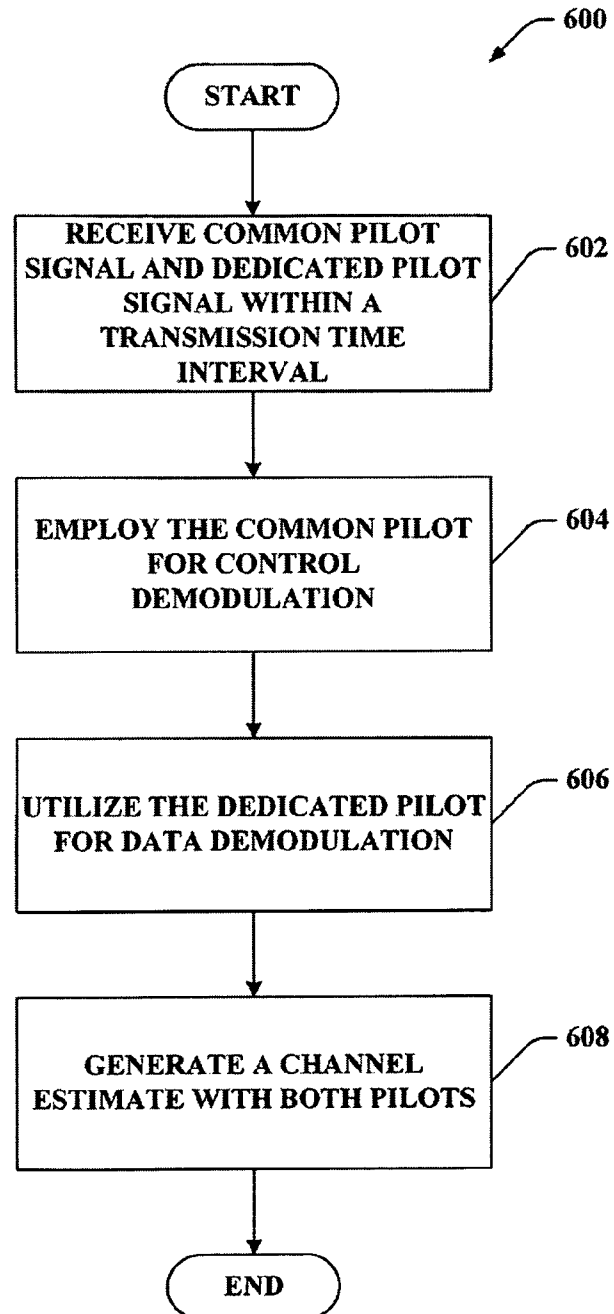 600
START
RECEIVE COMMON PILOT
SIGNAL AND DEDICATED PILOT
SIGNAL WITHIN A
TRANSMISSION TIME
INTERVAL
602
EMPLOY THE COMMON PILOT
FOR CONTROL
DEMODULATION
604
UTILIZE THE DEDICATED PILOT
FOR DATA DEMODULATION
606
GENERATE A CHANNEL
ESTIMATE WITH BOTH PILOTS
608
END